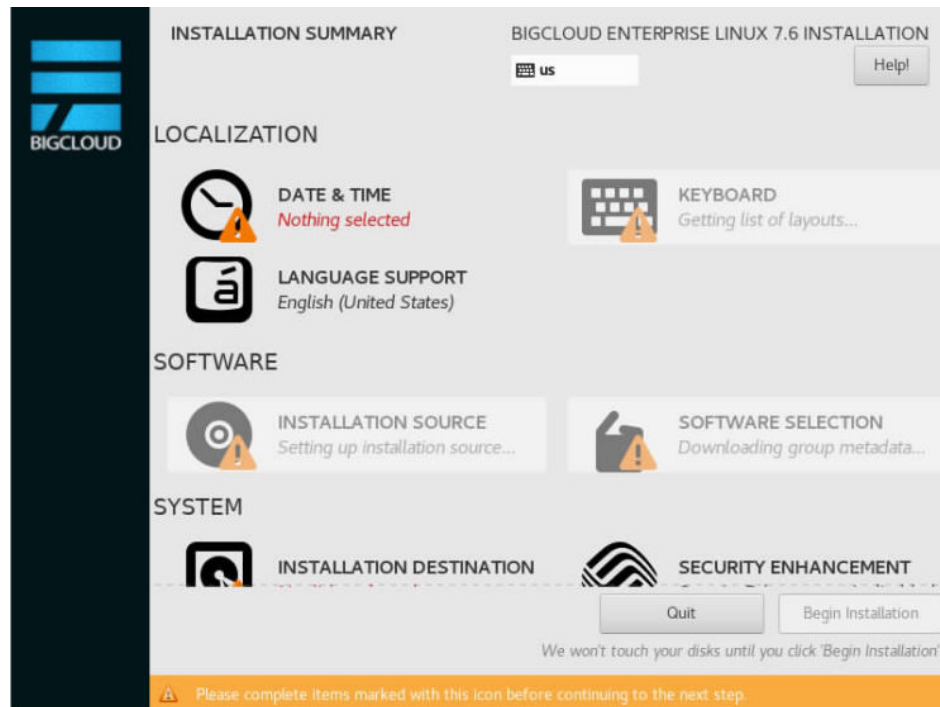 INSTALLATION SUMMARY
BIGCLOUD ENTERPRISE LINUX 7.6 INSTALLATION
us
Help!
BIGCLOUD
LOCALIZATION
DATE & TIME
Nothing selected
KEYBOARD
Getting list of layouts...
LANGUAGE SUPPORT
English (United States)
á
SOFTWARE
INSTALLATION SOURCE
Setting up installation source...
SOFTWARE SELECTION
Downloading group metadata...
SYSTEM
INSTALLATION DESTINATION
SECURITY ENHANCEMENT
Quit
Begin Installation
We won't touch your disks until you click 'Begin Installation'
Please complete items marked with this icon before continuing to the next step.